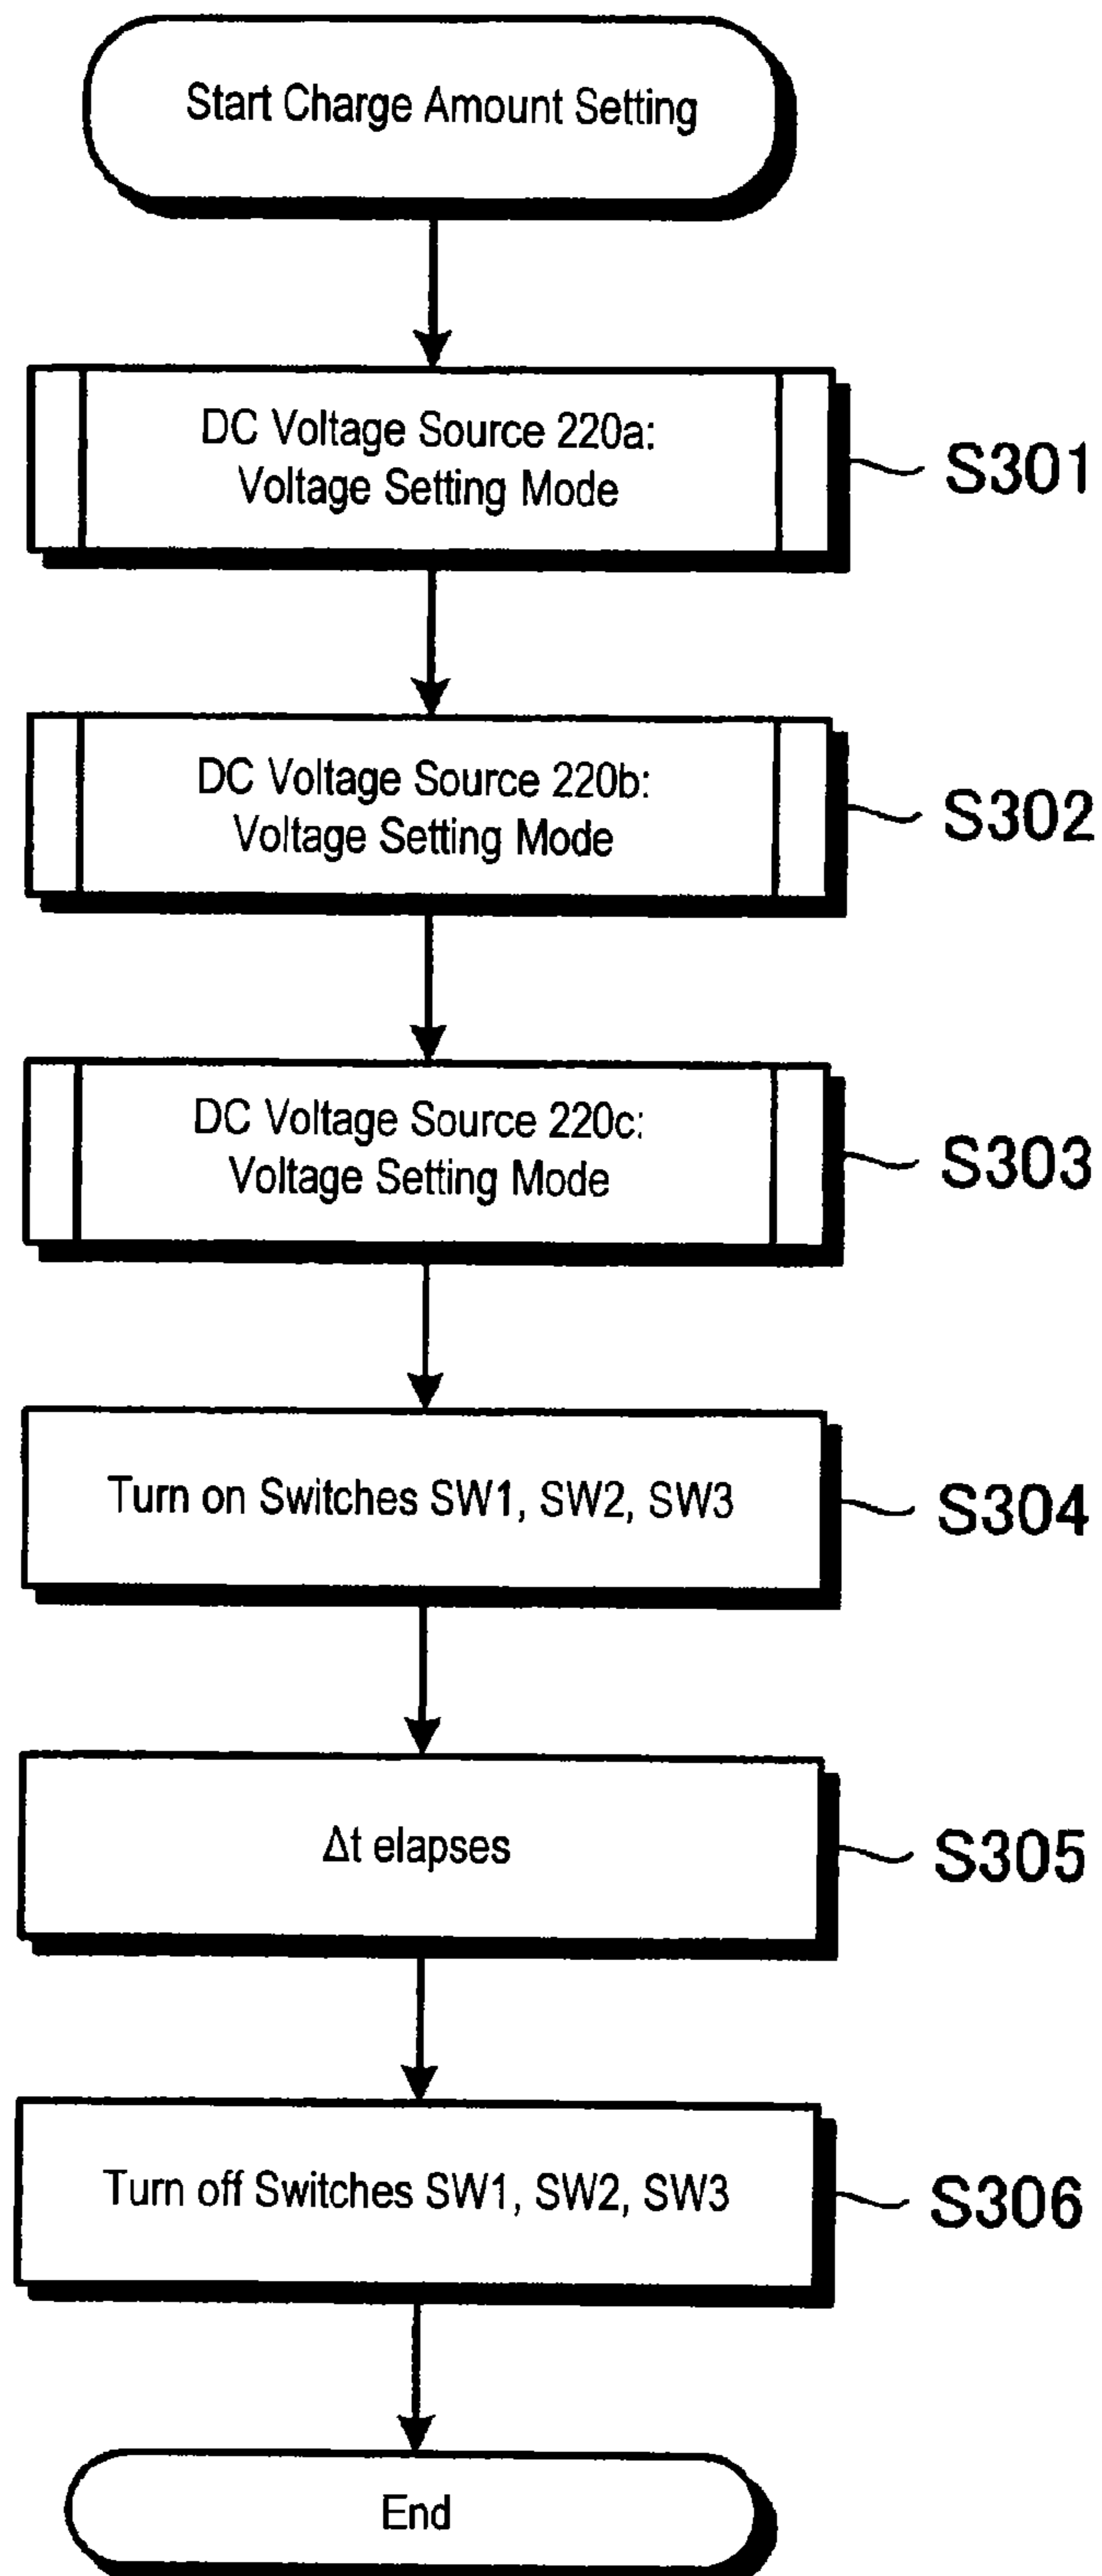 Start Charge Amount Setting
DC Voltage Source 220a:
Voltage Setting Mode
S301
DC Voltage Source 220b:
Voltage Setting Mode
S302
DC Voltage Source 220c:
Voltage Setting Mode
S303
Turn on Switches SW1, SW2, SW3
S304
Δt elapses
S305
Turn off Switches SW1, SW2, SW3
S306
End